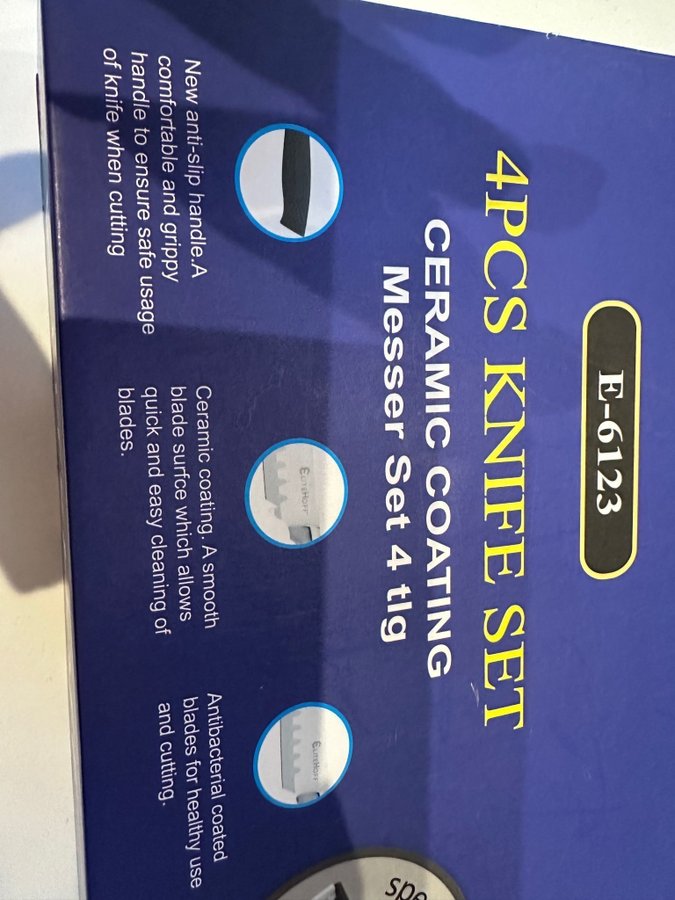 E-6123
4PCS KNIFE SET
CERAMIC COATING
Messer Set 4 tlg
New anti-slip handle.A
comfortable and grippy
handle to ensure safe usage
of knife when cutting
ELITEHOFF
Ceramic coating. A smooth
blade surfce which allows
quick and easy cleaning of
blades.
ELITEHOFF
Antibacterial coated
blades for healthy use
and cutting.